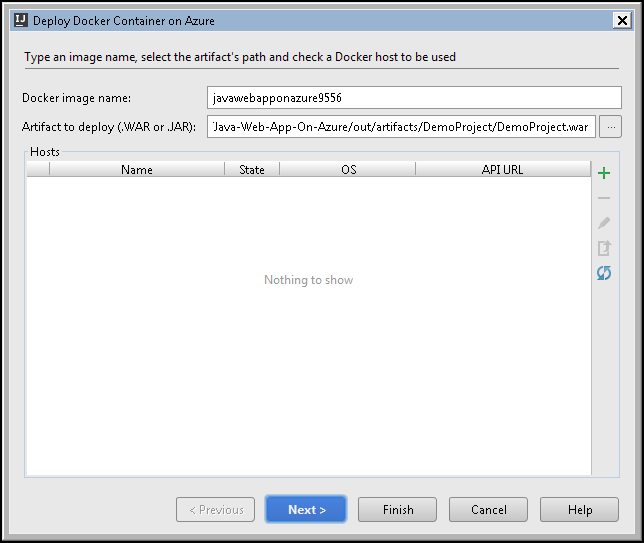 IJ Deploy Docker Container on Azure
Type an image name, select the artifact's path and check a Docker host to be used
Docker image name: javawebapponazure9556
Artifact to deploy (.WAR or .JAR): Java-Web-App-On-Azure/out/artifacts/DemoProject/DemoProject.war ...
Hosts
Name State OS API URL
Nothing to show
< Previous Next > Finish Cancel Help